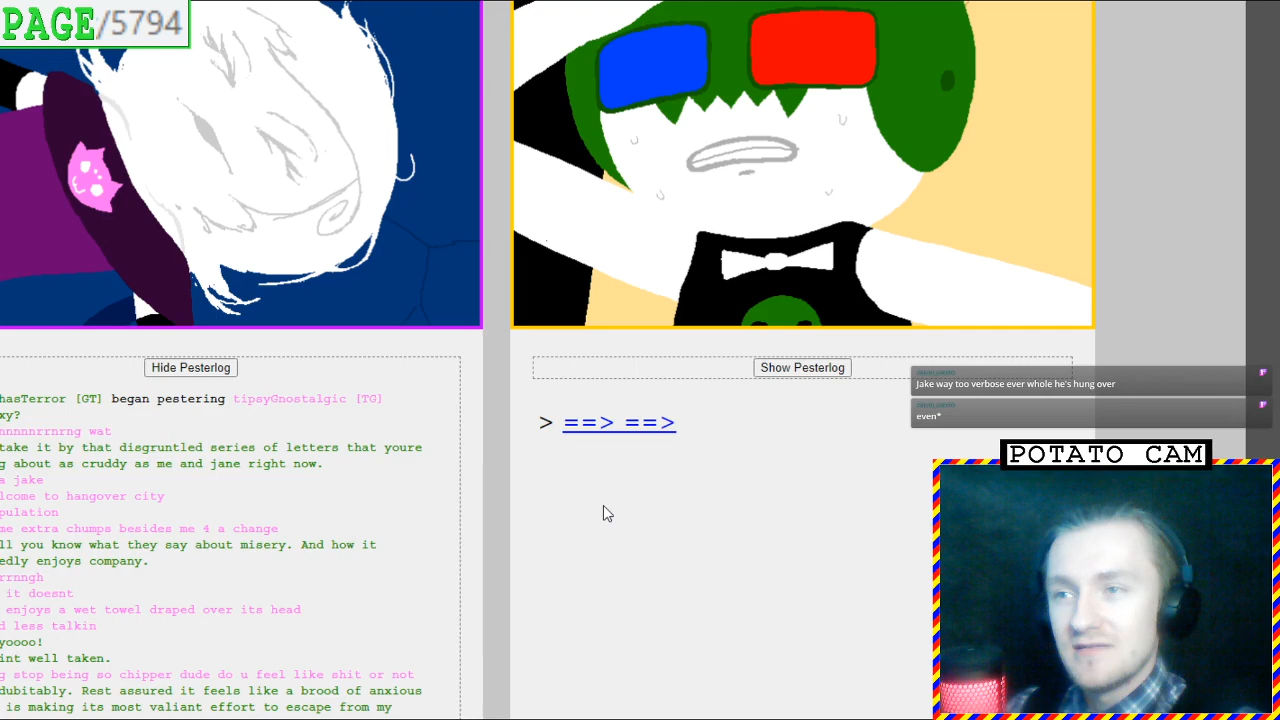 PAGE/5794
Hide Pesterlog
hasTerror [GT] began pestering tipsyGnostalgic [TG]
xy?
nnnnnrrnrng wat
take it by that disgruntled series of letters that youre
g about as cruddy as me and jane right now.
a jake
lcome to hangover city
pulation
me extra chumps besides me 4 a change
ll you know what they say about misery. And how it
edly enjoys company.
rrnngh
it doesnt
enjoys a wet towel draped over its head
d less talkin
yoooo!
int well taken.
g stop being so chipper dude do u feel like shit or not
dubitably. Rest assured it feels like a brood of anxious
is making its most valiant effort to escape from my
Show Pesterlog
> ==> ==>
Jake way too verbose ever whole he's hung over
even*
POTATO CAM